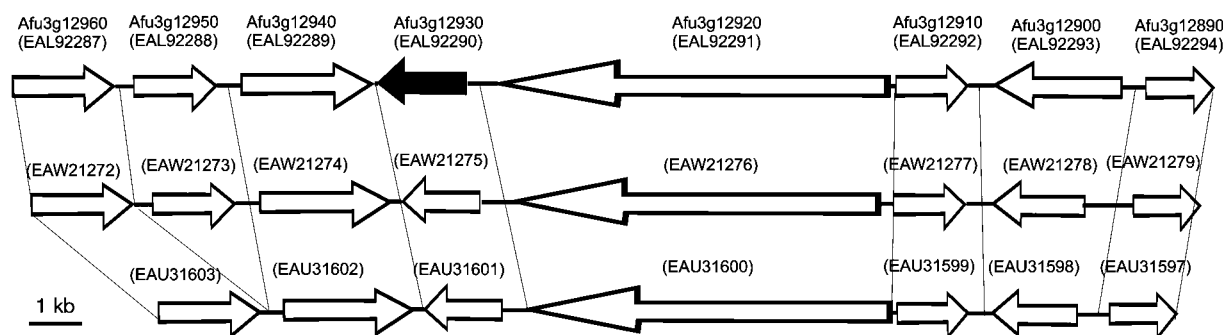 Afu3g12960 Afu3g12950 Afu3g12940 Afu3g12930 Afu3g12920 Afu3g12910 Afu3g12900 Afu3g12890
(EAL92287) (EAL92288) (EAL92289) (EAL92290) (EAL92291) (EAL92292) (EAL92293) (EAL92294)
(EAW21272) (EAW21273) (EAW21274) (EAW21275) (EAW21276) (EAW21277) (EAW21278) (EAW21279)
(EAU31603) (EAU31602) (EAU31601) (EAU31600) (EAU31599) (EAU31598) (EAU31597)
1 kb